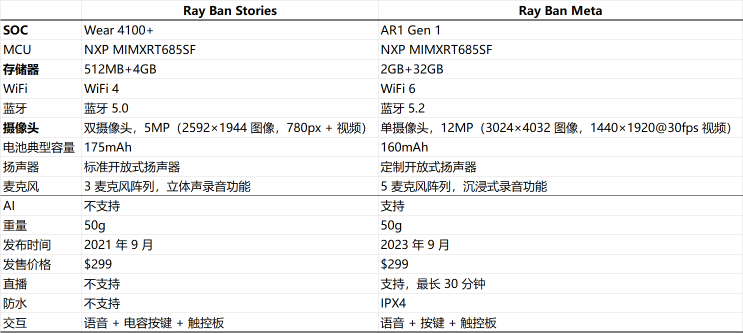 Ray Ban Stories Ray Ban Meta
SOC Wear 4100+ AR1 Gen 1
MCU NXP MIMXRT685SF NXP MIMXRT685SF
存储器 512MB+4GB 2GB+32GB
WiFi WiFi 4 WiFi 6
蓝牙 蓝牙 5.0 蓝牙 5.2
摄像头 双摄像头，5MP（2592×1944 图像，780px + 视频） 单摄像头，12MP（3024×4032 图像，1440×1920@30fps 视频）
电池典型容量 175mAh 160mAh
扬声器 标准开放式扬声器 定制开放式扬声器
麦克风 3 麦克风阵列，立体声录音功能 5 麦克风阵列，沉浸式录音功能
AI 不支持 支持
重量 50g 50g
发布时间 2021 年 9 月 2023 年 9 月
发售价格 $299 $299
直播 不支持 支持，最长 30 分钟
防水 不支持 IPX4
交互 语音 + 电容按键 + 触控板 语音 + 按键 + 触控板